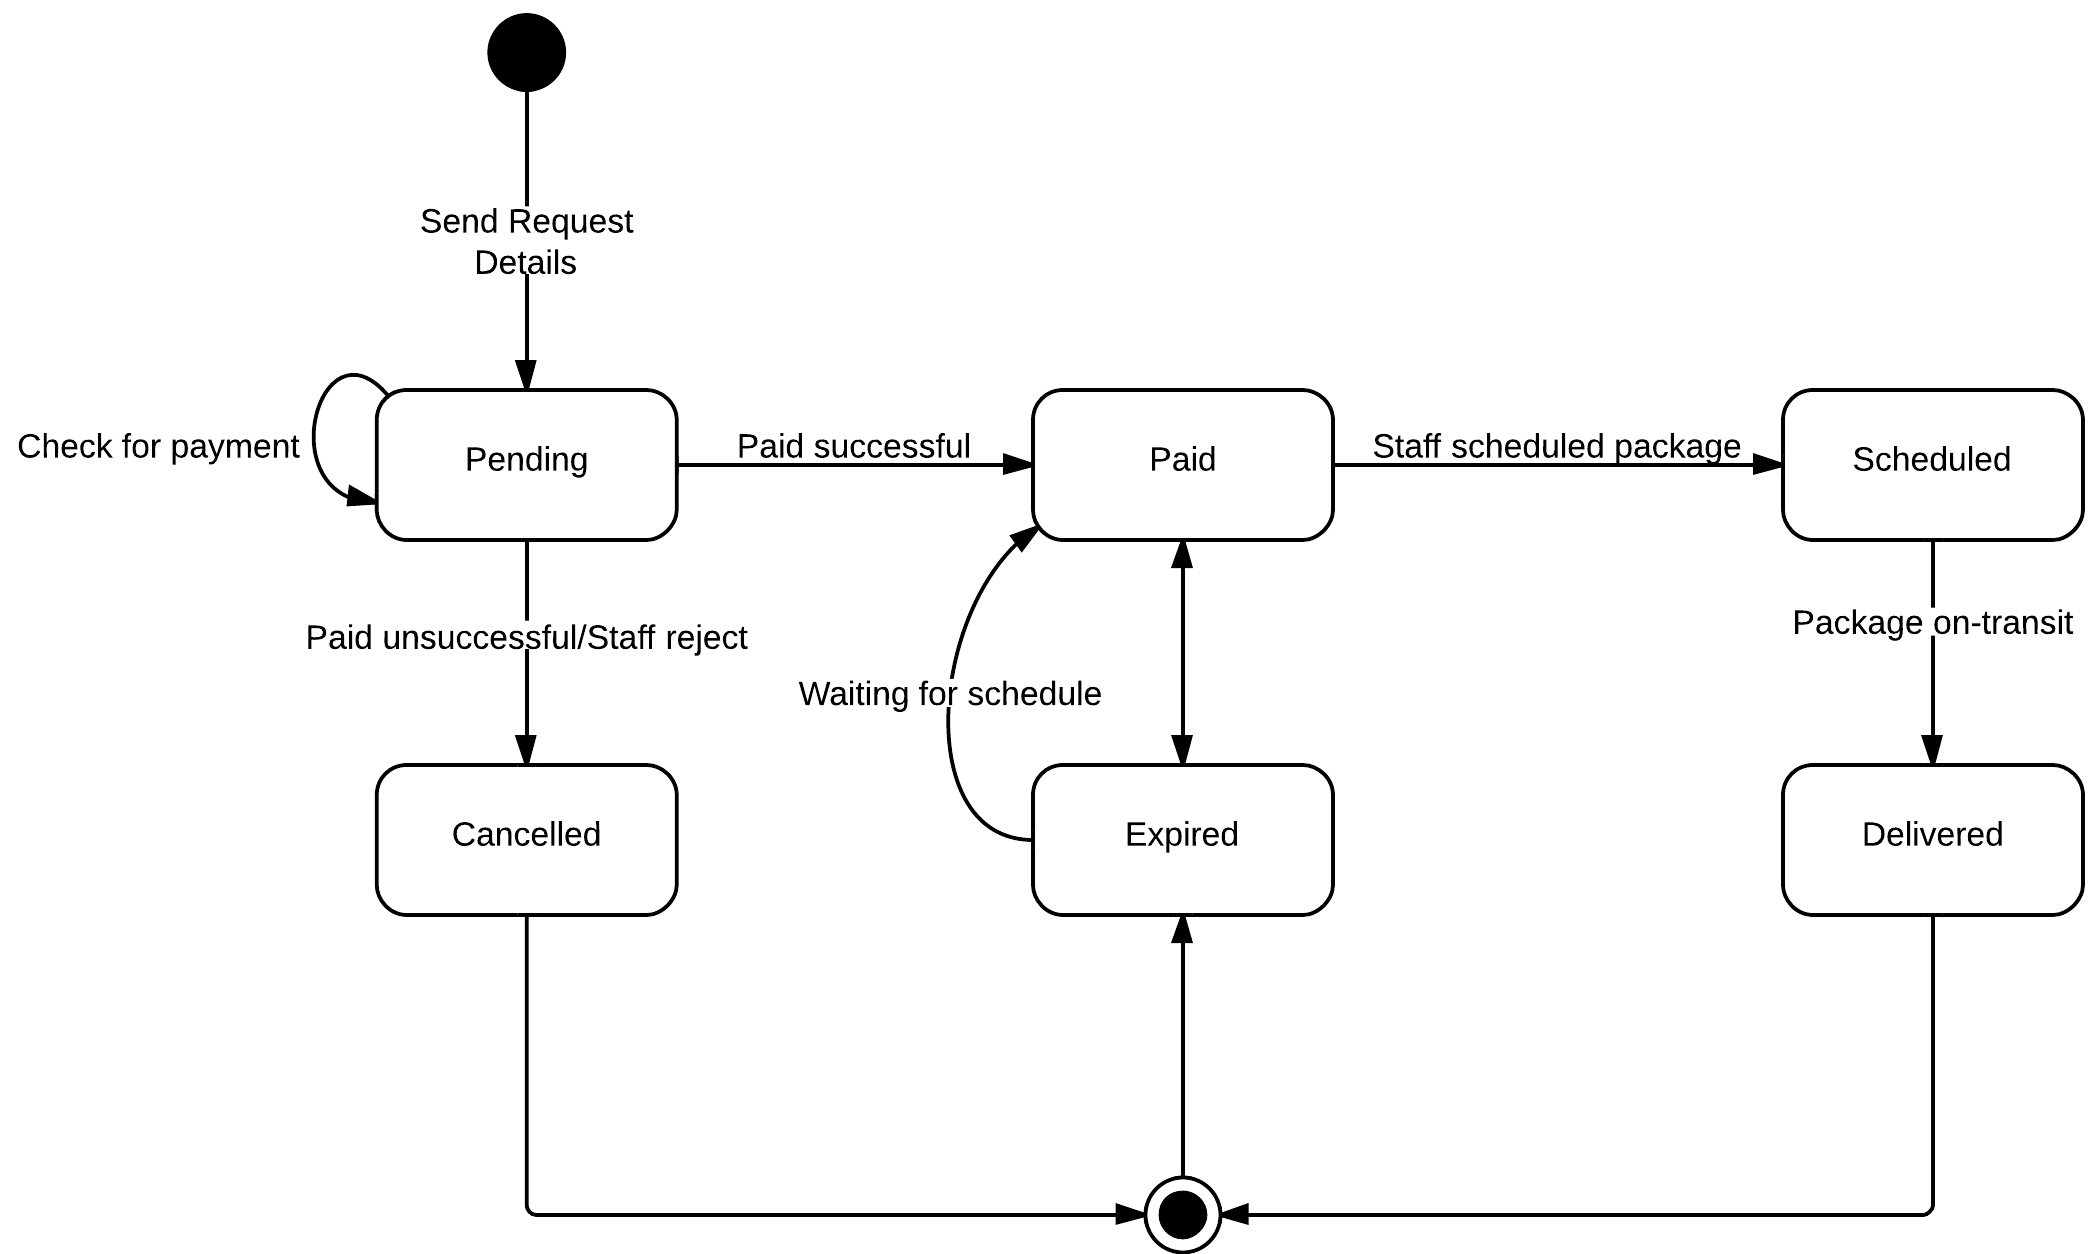 Send Request
Details
Check for payment
Pending
Paid successful
Paid
Staff scheduled package
Scheduled
Paid unsuccessful/Staff reject
Waiting for schedule
Package on-transit
Cancelled
Expired
Delivered